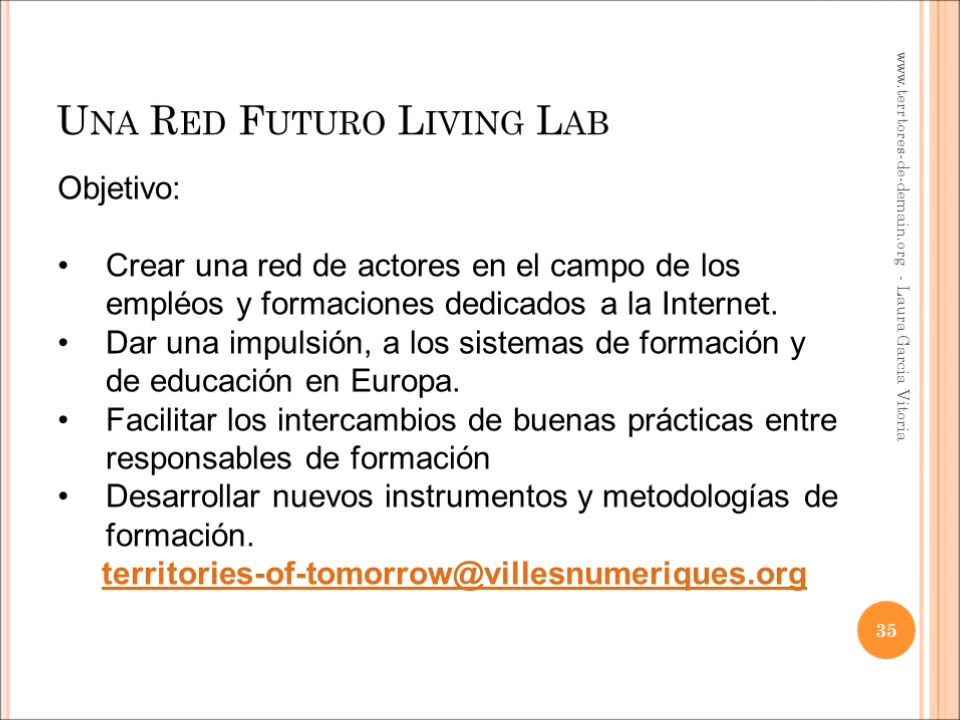 UNA RED FUTURO LIVING LAB
Objetivo:
• Crear una red de actores en el campo de los
empléos y formaciones dedicados a la Internet.
• Dar una impulsión, a los sistemas de formación y
de educación en Europa.
• Facilitar los intercambios de buenas prácticas entre
responsables de formación
• Desarrollar nuevos instrumentos y metodologías de
formación.
territories-of-tomorrow@villesnumeriques.org
www.terrtores-de-demain.org - Laura Garcia Vitoria
35